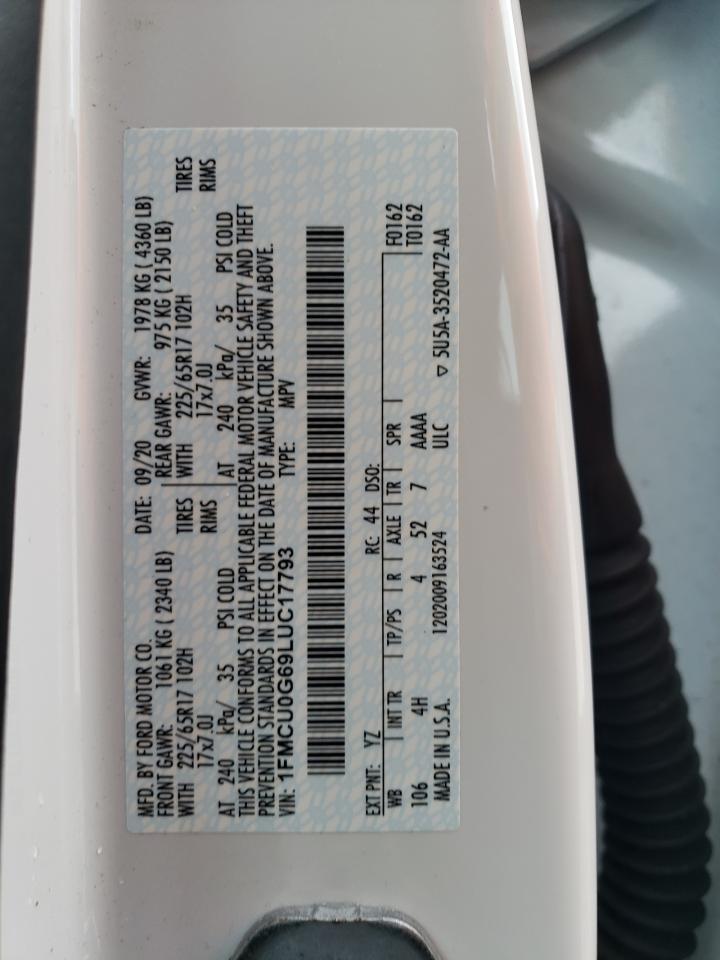 MFD. BY FORD MOTOR CO. DATE: 09/20 GVWR: 1978 KG ( 4360 LB)
FRONT GAWR: 1061 KG ( 2340 LB) REAR GAWR: 975 KG ( 2150 LB)
WITH 225/65R17 102H TIRES WITH 225/65R17 102H TIRES
17x7.0J RIMS 17x7.0J RIMS
AT 240 kPa/ 35 PSI COLD AT 240 kPa/ 35 PSI COLD
THIS VEHICLE CONFORMS TO ALL APPLICABLE FEDERAL MOTOR VEHICLE SAFETY AND THEFT
PREVENTION STANDARDS IN EFFECT ON THE DATE OF MANUFACTURE SHOWN ABOVE.
VIN: 1FMCU0G69LUC17793 TYPE: MPV
EXT PNT: YZ RC: 44 DSO: F0162
WB INT TR TP/PS R AXLE TR SPR T0162
106 4H 4 52 7 AAAA
MADE IN U.S.A. 1202009163524 ULC ▽ 5U5A-3520472-AA